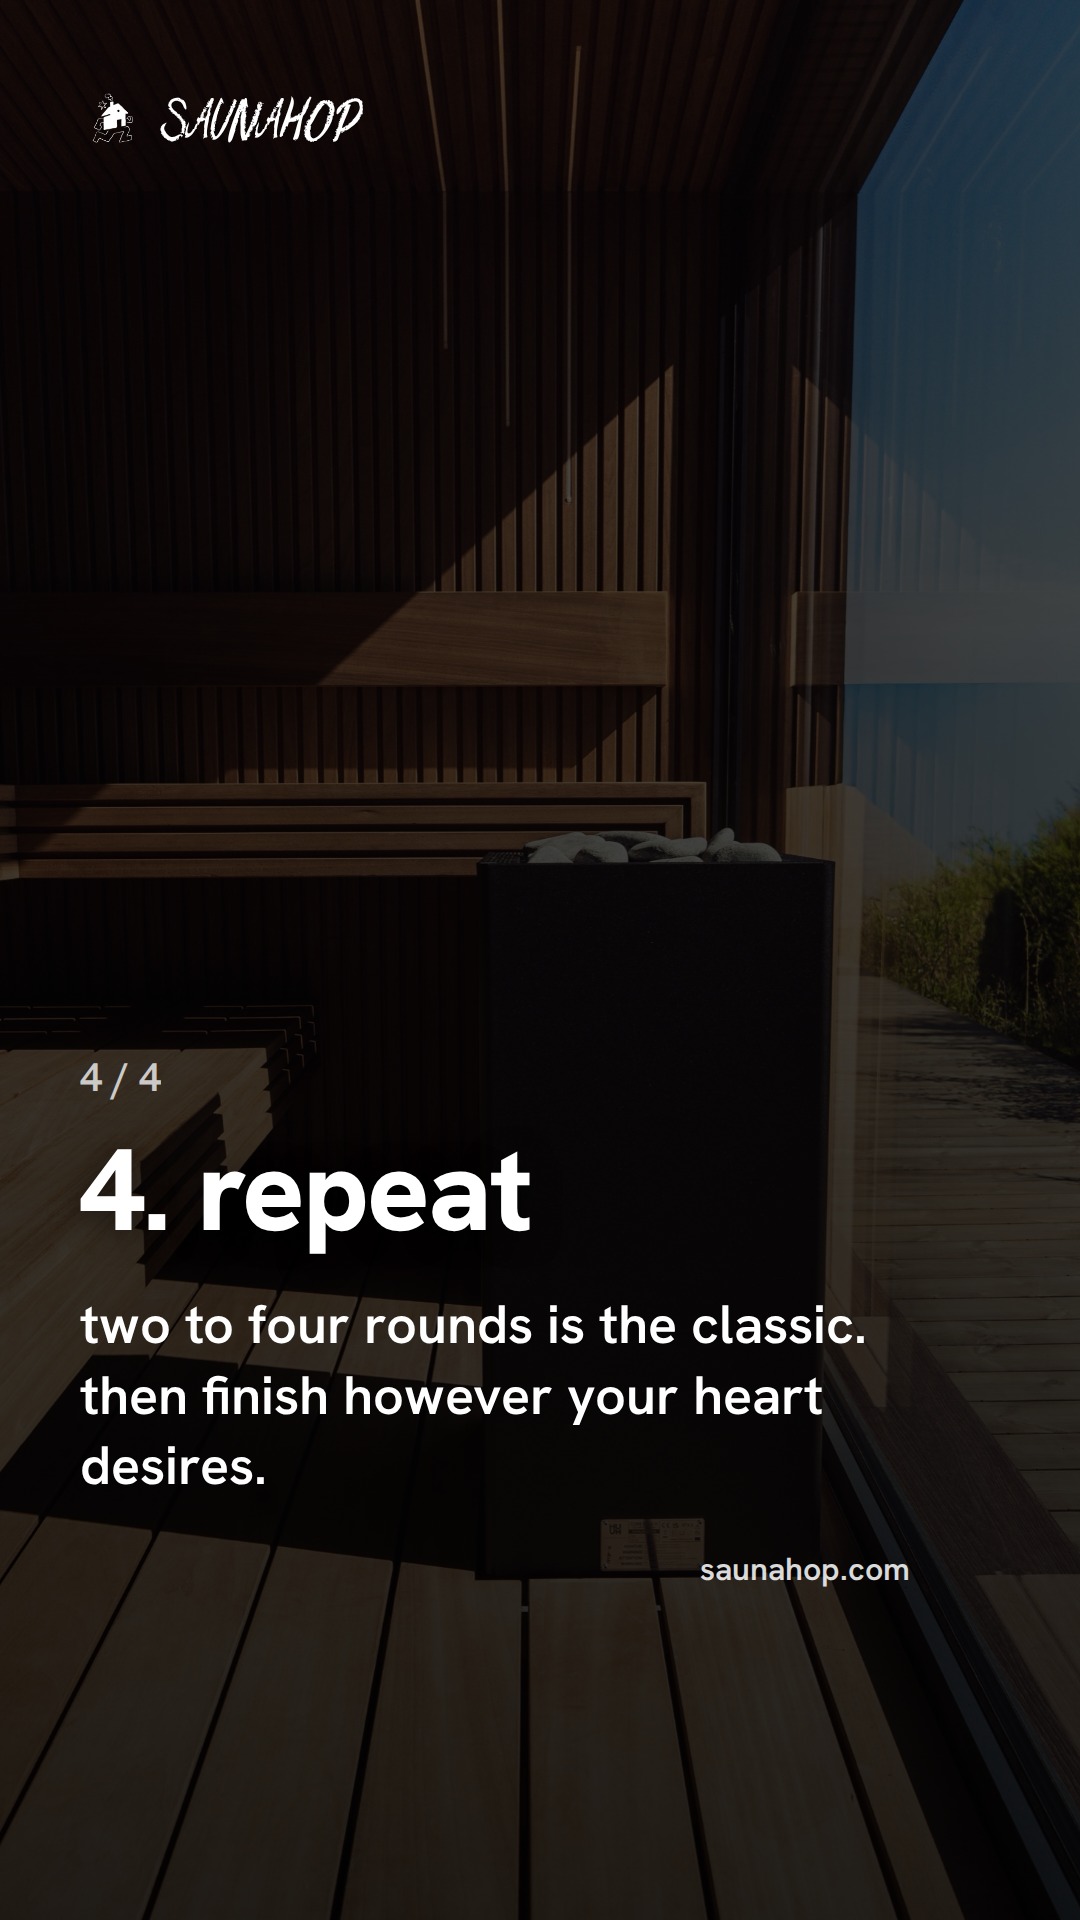 SAUNAHOP
4 / 4
4. repeat
two to four rounds is the classic.
then finish however your heart
desires.
saunahop.com